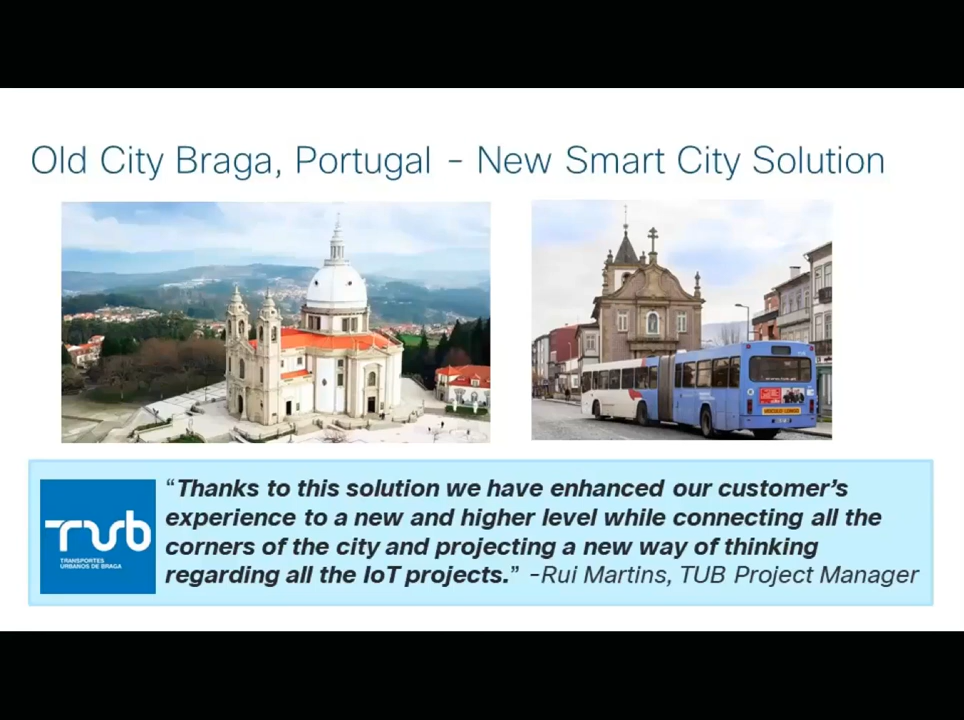 Old City Braga, Portugal – New Smart City Solution
TUB
TRANSPORTES
URBANOS DE BRAGA
“Thanks to this solution we have enhanced our customer’s
experience to a new and higher level while connecting all the
corners of the city and projecting a new way of thinking
regarding all the IoT projects.” –Rui Martins, TUB Project Manager